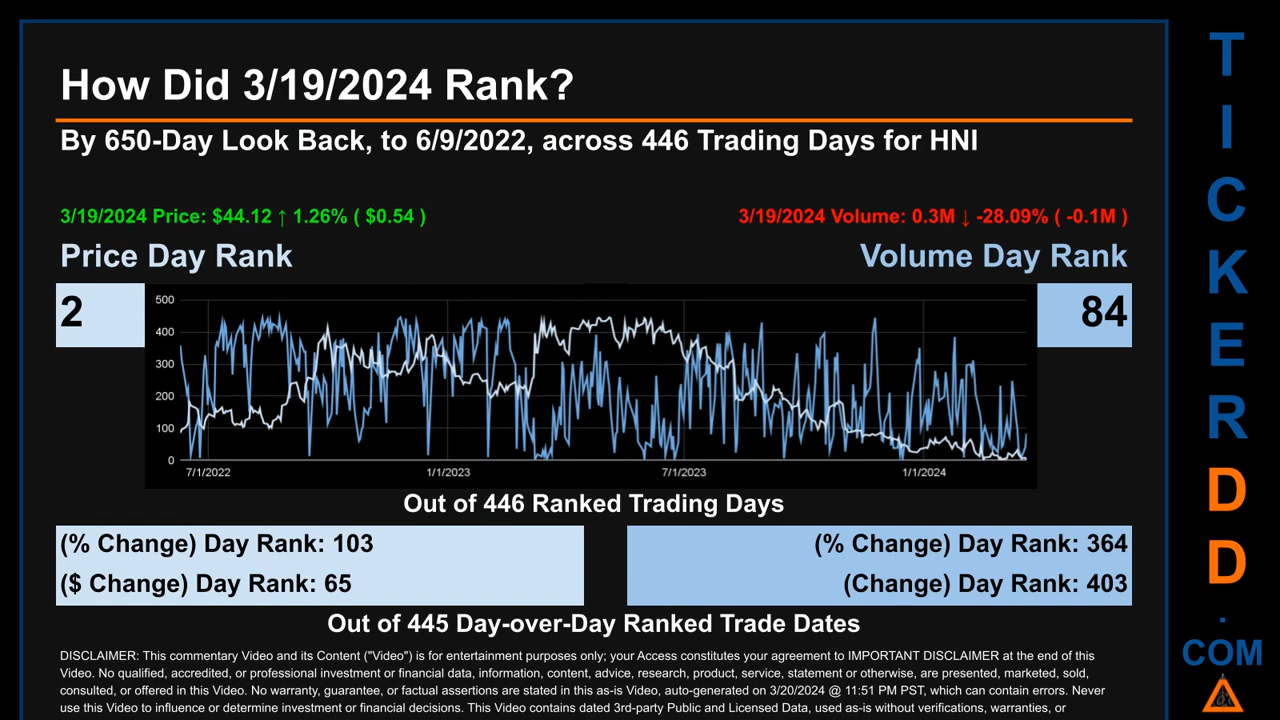 How Did 3/19/2024 Rank?
By 650-Day Look Back, to 6/9/2022, across 446 Trading Days for HNI
3/19/2024 Price: $44.12 ↑ 1.26% ( $0.54 )
3/19/2024 Volume: 0.3M ↓ -28.09% ( -0.1M )
Price Day Rank
Volume Day Rank
2
84
500
400
300
200
100
0
7/1/2022
1/1/2023
7/1/2023
1/1/2024
Out of 446 Ranked Trading Days
(% Change) Day Rank: 103
($ Change) Day Rank: 65
(% Change) Day Rank: 364
(Change) Day Rank: 403
Out of 445 Day-over-Day Ranked Trade Dates
DISCLAIMER: This commentary Video and its Content ("Video") is for entertainment purposes only; your Access constitutes your agreement to IMPORTANT DISCLAIMER at the end of this
Video. No qualified, accredited, or professional investment or financial data, information, content, advice, research, product, service, statement or otherwise, are presented, marketed, sold,
consulted, or offered in this Video. No warranty, guarantee, or factual assertions are stated in this as-is Video, auto-generated on 3/20/2024 @ 11:51 PM PST, which can contain errors. Never
use this Video to influence or determine investment or financial decisions. This Video contains dated 3rd-party Public and Licensed Data, used as-is without verifications, warranties, or
T
I
C
K
E
R
D
D
.
COM